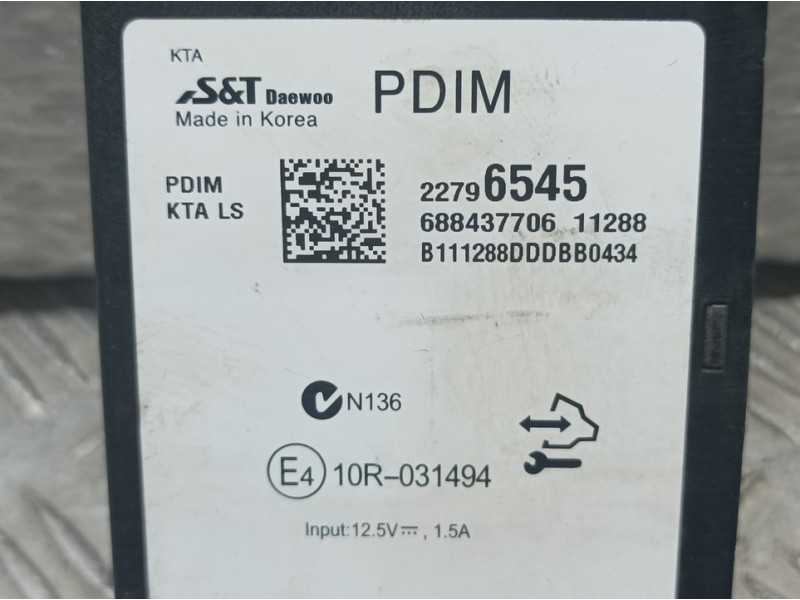 KTA
S&T Daewoo PDIM
Made in Korea
PDIM 22796545
KTA LS 688437706 11288
B111288DDDBB0434
N136
E4 10R-031494
Input:12.5V⎓, 1.5A